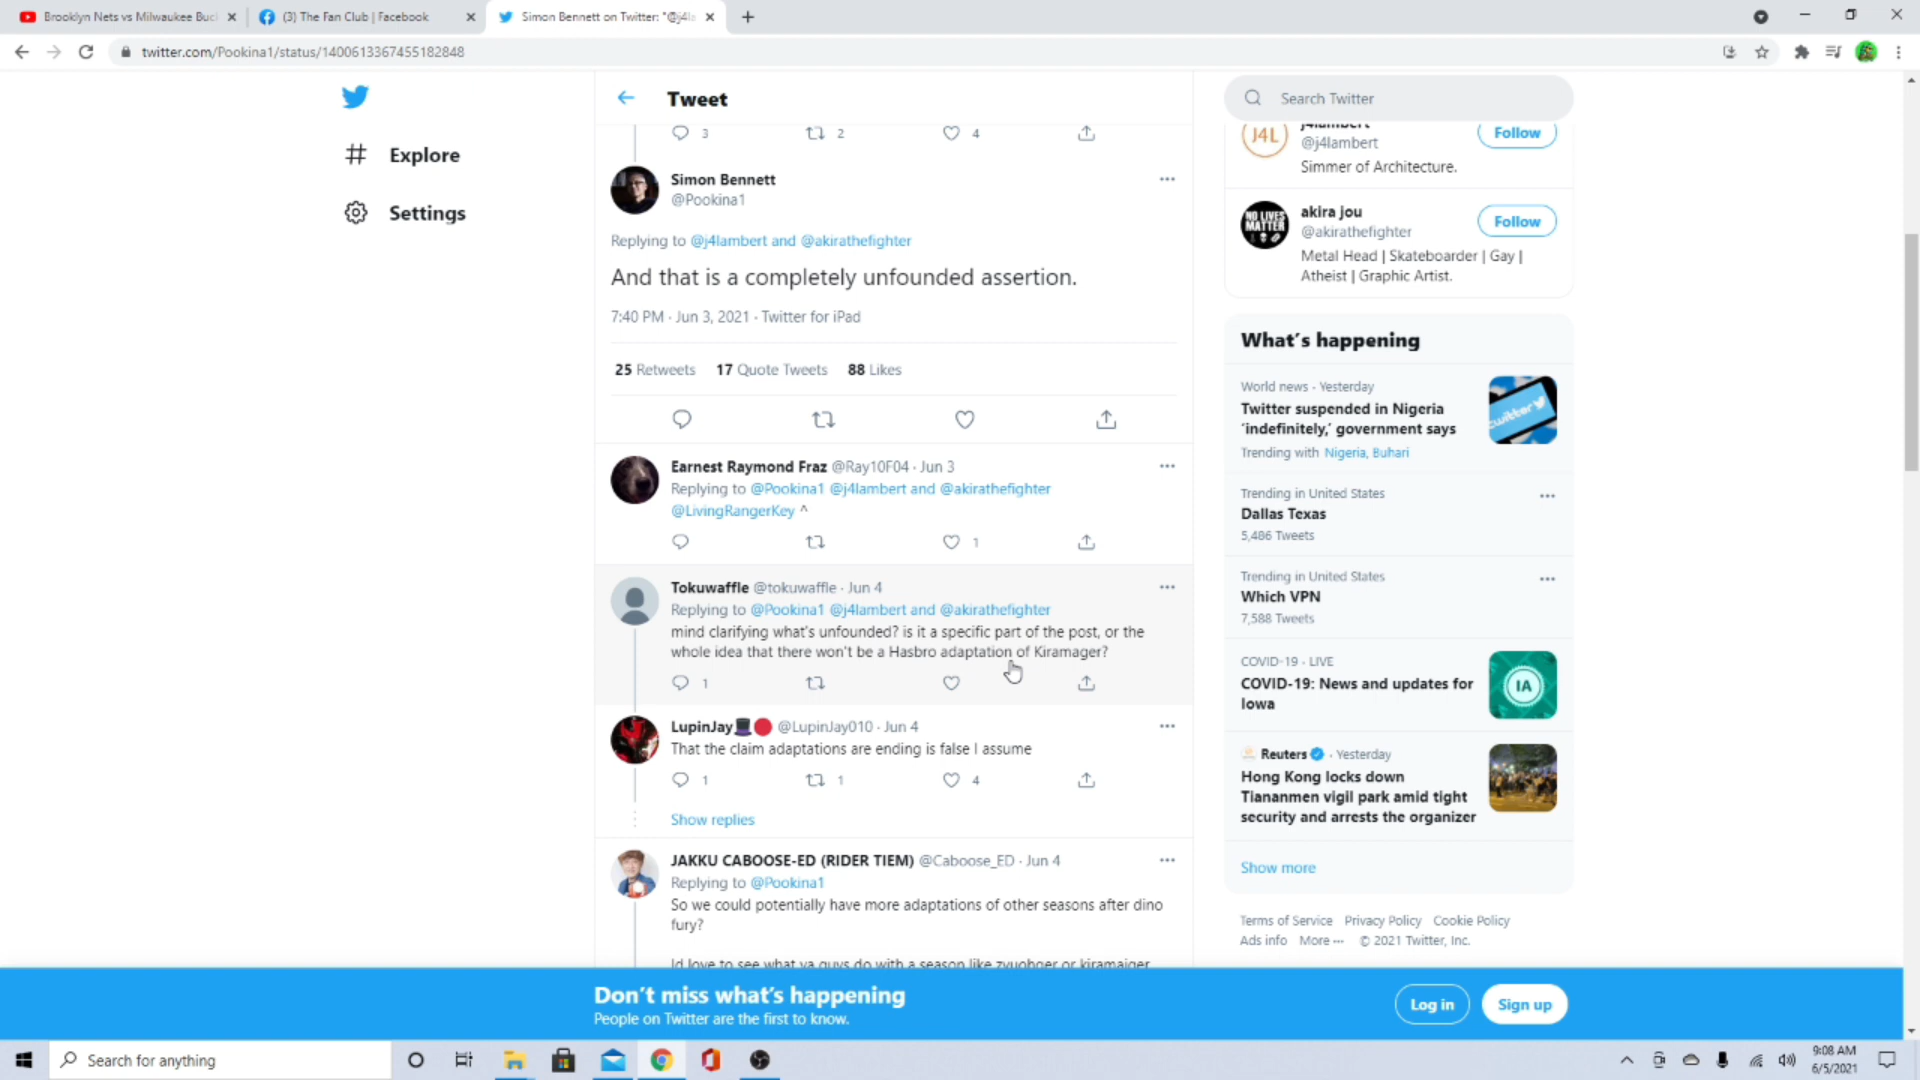 Brooklyn Nets vs Milwaukee Buc
(3) The Fan Club | Facebook
Simon Bennett on Twitter: "@j4la
twitter.com/Pookina1/status/1400613367455182848
Explore
Settings
Tweet
3
2
4
Simon Bennett
@Pookina1
Replying to @j4lambert and @akirathefighter
And that is a completely unfounded assertion.
7:40 PM · Jun 3, 2021 · Twitter for iPad
25 Retweets 17 Quote Tweets 88 Likes
Earnest Raymond Fraz @Ray10F04 · Jun 3
Replying to @Pookina1 @j4lambert and @akirathefighter
@LivingRangerKey ^
1
Tokuwaffle @tokuwaffle · Jun 4
Replying to @Pookina1 @j4lambert and @akirathefighter
mind clarifying what's unfounded? is it a specific part of the post, or the
whole idea that there won't be a Hasbro adaptation of Kiramager?
1
LupinJay @LupinJay010 · Jun 4
That the claim adaptations are ending is false I assume
1
1
4
Show replies
JAKKU CABOOSE-ED (RIDER TIEM) @Caboose_ED · Jun 4
Replying to @Pookina1
So we could potentially have more adaptations of other seasons after dino
fury?
Id love to see what ya guys do with a season like zyuohger or kiramaiger
Search Twitter
J4L
j4lambert
@j4lambert
Simmer of Architecture.
Follow
NO LIVES
MATTER
akira jou
@akirathefighter
Metal Head | Skateboarder | Gay |
Atheist | Graphic Artist.
Follow
What's happening
World news · Yesterday
Twitter suspended in Nigeria
'indefinitely,' government says
Trending with Nigeria, Buhari
twitter
Trending in United States
Dallas Texas
5,486 Tweets
Trending in United States
Which VPN
7,588 Tweets
COVID-19 · LIVE
COVID-19: News and updates for
Iowa
IA
Reuters · Yesterday
Hong Kong locks down
Tiananmen vigil park amid tight
security and arrests the organizer
Show more
Terms of Service Privacy Policy Cookie Policy
Ads info More ··· © 2021 Twitter, Inc.
Don't miss what's happening
People on Twitter are the first to know.
Log in
Sign up
Search for anything
9:08 AM
6/5/2021